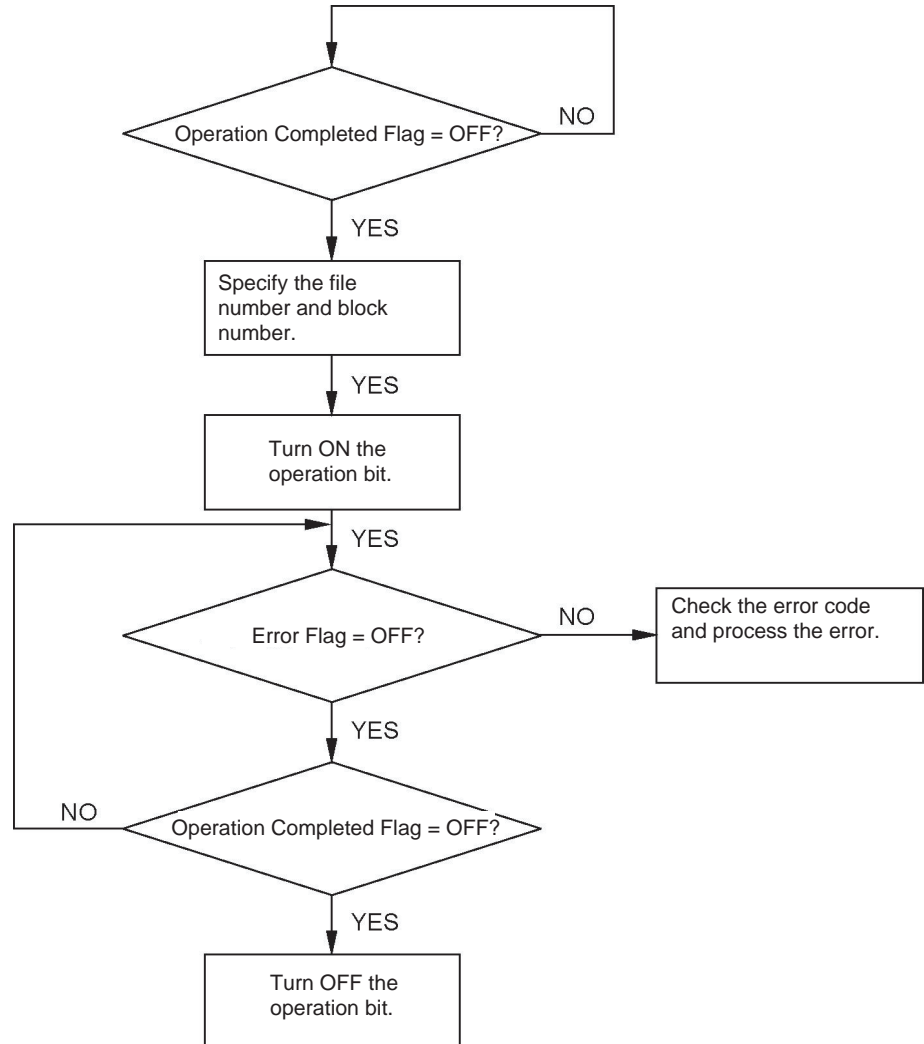 Operation Completed Flag = OFF?
NO
YES
Specify the file
number and block
number.
YES
Turn ON the
operation bit.
YES
Error Flag = OFF?
NO
Check the error code
and process the error.
YES
NO
Operation Completed Flag = OFF?
YES
Turn OFF the
operation bit.